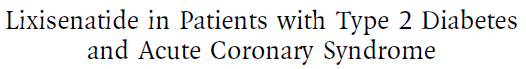 Lixisenatide in Patients with Type 2 Diabetes
and Acute Coronary Syndrome